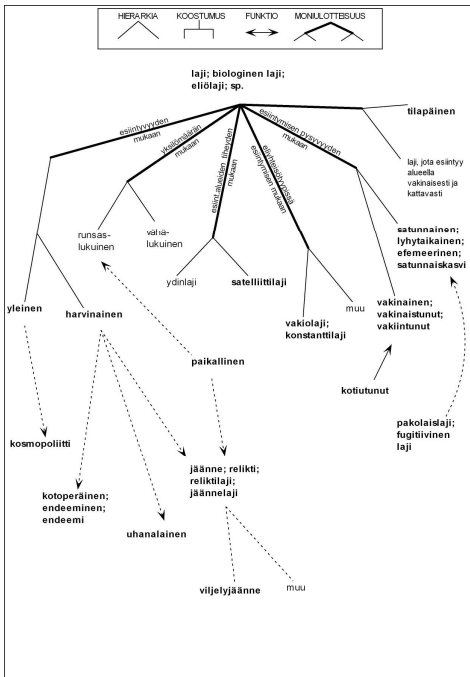 HIERARKIA KOOSTUMUS FUNKTIO MONIULOTTEISUUS
laji; biologinen laji;
eliölaji; sp.
tilapäinen
esiintyvyyden
mukaan
yksilömäärän
mukaan
esiint.alueiden tiheyden
mukaan
eliyhteisötyypissä
esiintymisen mukaan
esiintymisen pysyvyyden
mukaan
laji, jota esiintyy
alueella
vakinaisesti ja
kattavasti
runsas-
lukuinen
vähä-
lukuinen
satunnainen;
lyhytaikainen;
efemeerinen;
satunnaiskasvi
ydinlaji
satelliittilaji
yleinen
harvinainen
vakiolaji;
konstanttilaji
muu
vakinainen;
vakinaistunut;
vakiintunut
paikallinen
kotiutunut
pakolaislaji;
fugitiivinen
laji
kosmopoliitti
kotoperäinen;
endeeminen;
endeemi
jäänne; relikti;
reliktilaji;
jäännelaji
uhanalainen
viljelyjäänne
muu